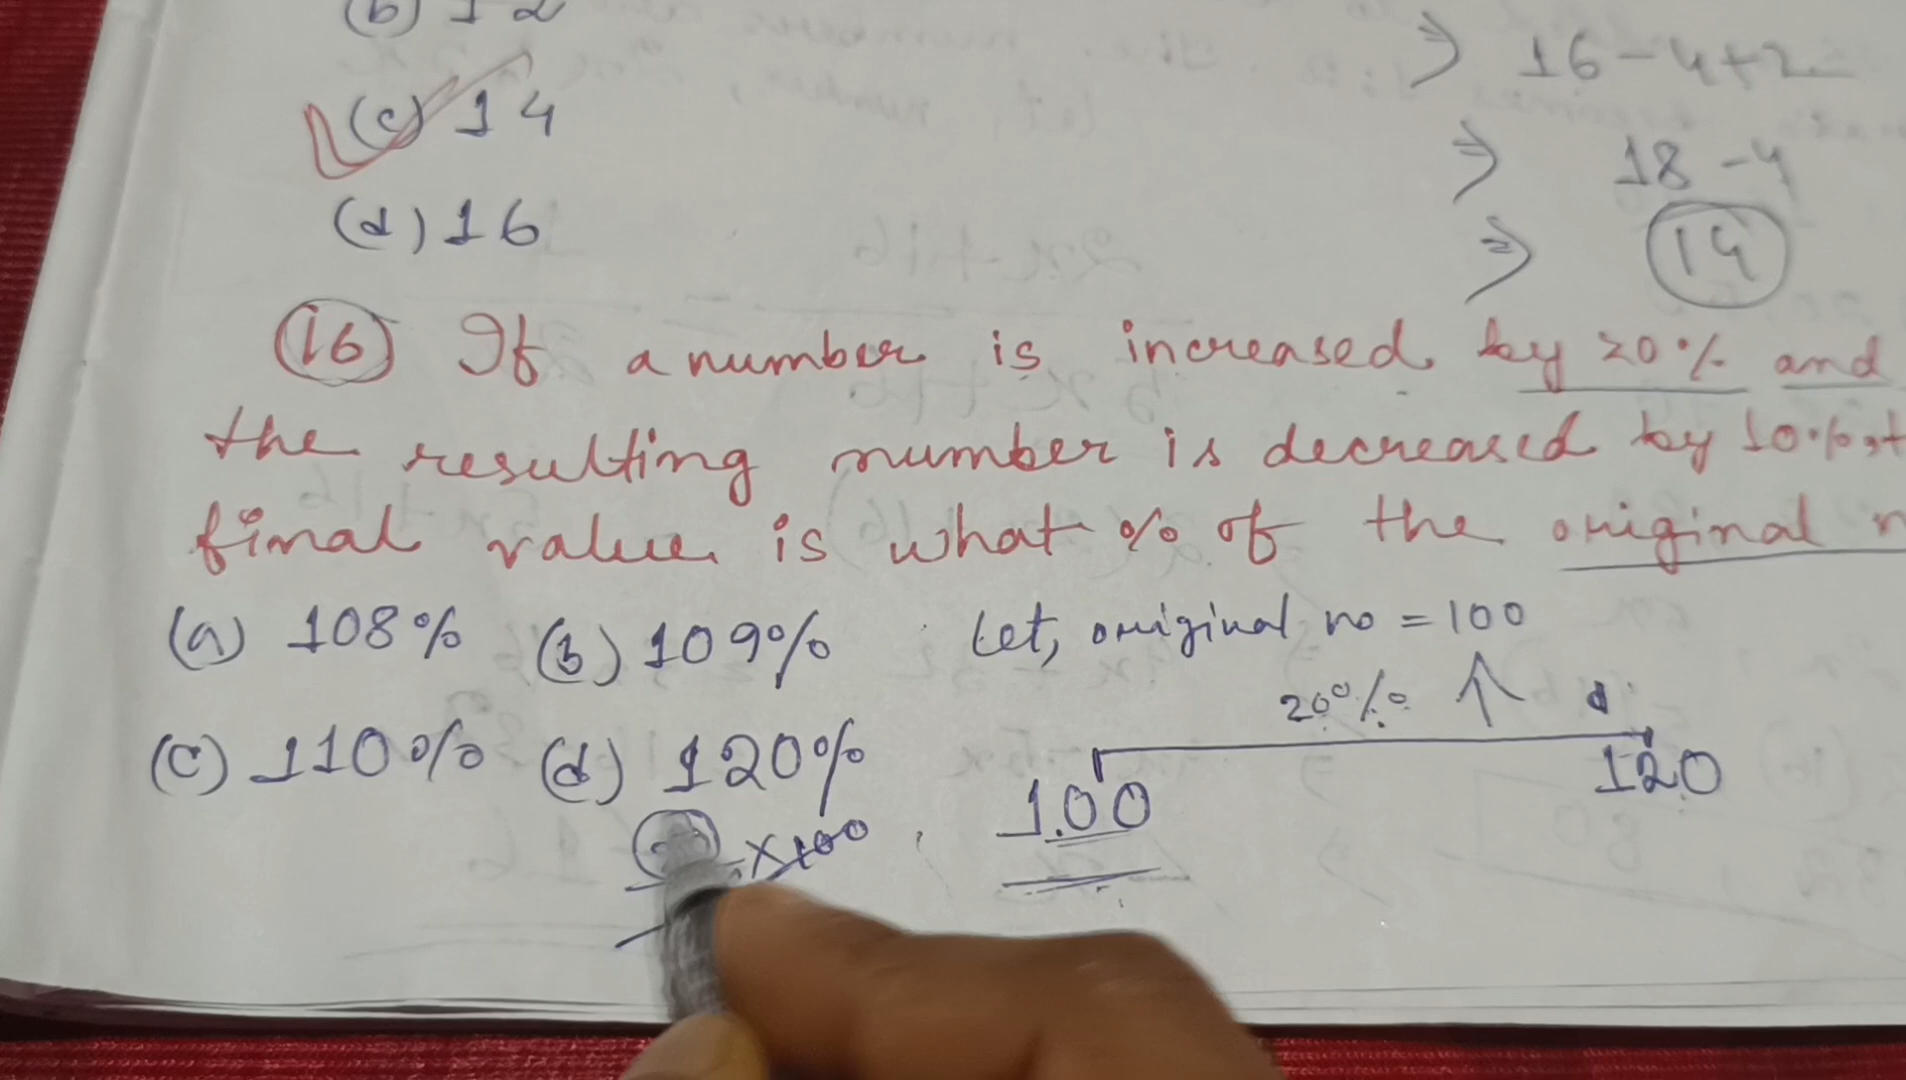 (b) 12
(c) 14
(d) 16
⇒ 16-4+2
⇒ 18-4
⇒ 14
(16) If a number is increased by 20% and
the resulting number is decreased by 10%, t
final value is what % of the original n
(a) 108% (b) 109%
(c) 110% (d) 120%
Let, original no = 100
20% ↑
100 120
x100